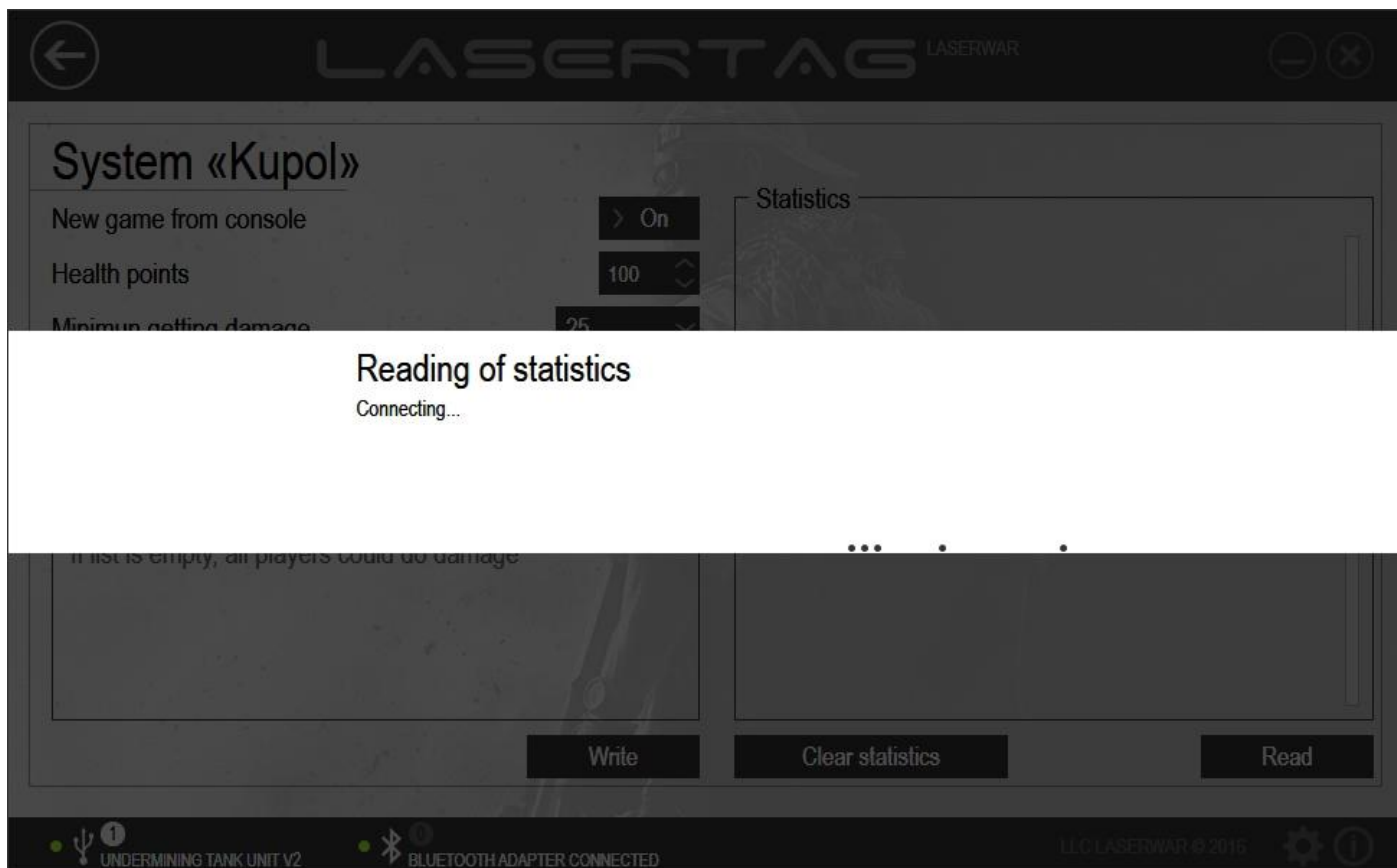 LASERTAG LASERWAR
System «Kupol»
New game from console
On
Health points
100
Minimun getting damage
25
Statistics
Reading of statistics
Connecting...
If list is empty, all players could do damage
Write
Clear statistics
Read
1
UNDERMINING TANK UNIT V2
0
BLUETOOTH ADAPTER CONNECTED
LLC LASERWAR © 2016